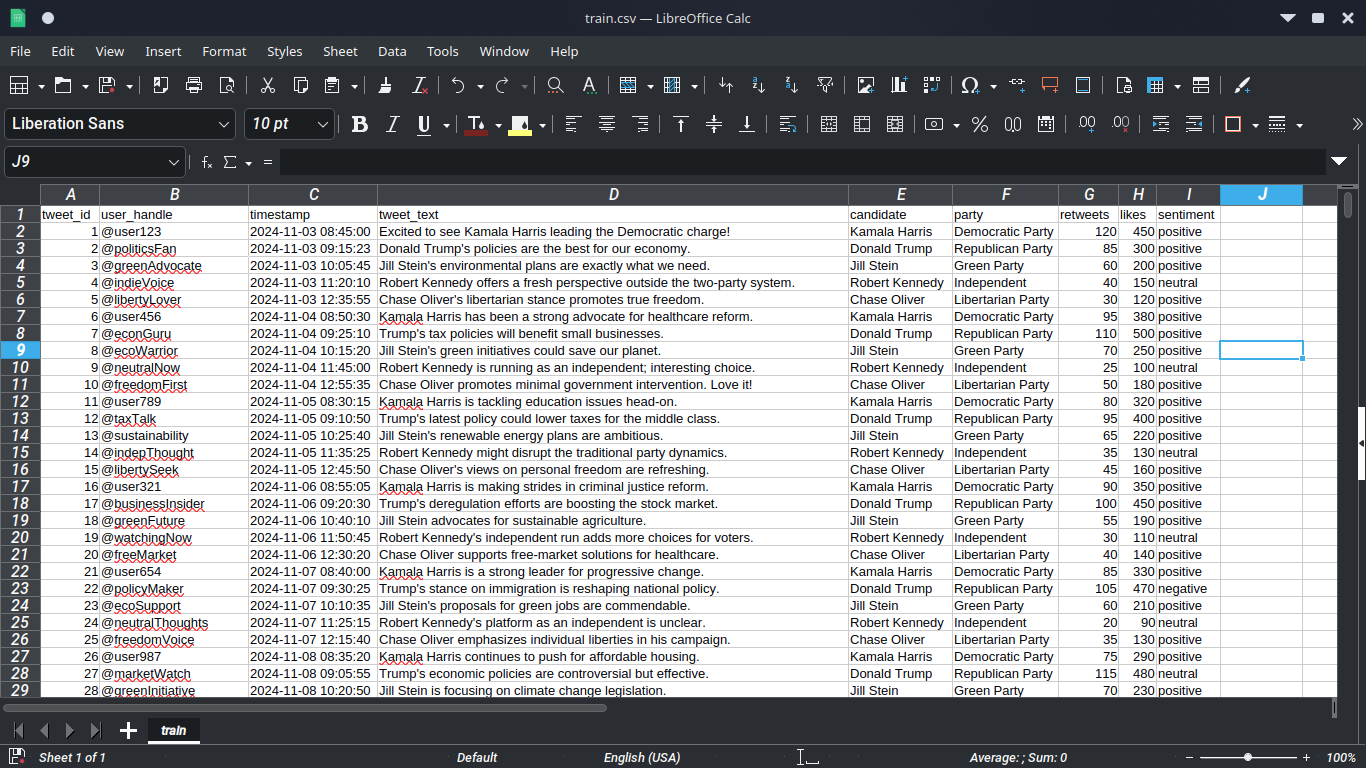 train.csv — LibreOffice Calc
File Edit View Insert Format Styles Sheet Data Tools Window Help
Liberation Sans 10 pt
J9
A B C D E F G H I J
1 tweet_id user_handle timestamp tweet_text candidate party retweets likes sentiment
2 1 @user123 2024-11-03 08:45:00 Excited to see Kamala Harris leading the Democratic charge! Kamala Harris Democratic Party 120 450 positive
3 2 @politicsFan 2024-11-03 09:15:23 Donald Trump's policies are the best for our economy. Donald Trump Republican Party 85 300 positive
4 3 @greenAdvocate 2024-11-03 10:05:45 Jill Stein's environmental plans are exactly what we need. Jill Stein Green Party 60 200 positive
5 4 @indieVoice 2024-11-03 11:20:10 Robert Kennedy offers a fresh perspective outside the two-party system. Robert Kennedy Independent 40 150 neutral
6 5 @libertyLover 2024-11-03 12:35:55 Chase Oliver's libertarian stance promotes true freedom. Chase Oliver Libertarian Party 30 120 positive
7 6 @user456 2024-11-04 08:50:30 Kamala Harris has been a strong advocate for healthcare reform. Kamala Harris Democratic Party 95 380 positive
8 7 @econGuru 2024-11-04 09:25:10 Trump's tax policies will benefit small businesses. Donald Trump Republican Party 110 500 positive
9 8 @ecoWarrior 2024-11-04 10:15:20 Jill Stein's green initiatives could save our planet. Jill Stein Green Party 70 250 positive
10 9 @neutralNow 2024-11-04 11:45:00 Robert Kennedy is running as an independent; interesting choice. Robert Kennedy Independent 25 100 neutral
11 10 @freedomFirst 2024-11-04 12:55:35 Chase Oliver promotes minimal government intervention. Love it! Chase Oliver Libertarian Party 50 180 positive
12 11 @user789 2024-11-05 08:30:15 Kamala Harris is tackling education issues head-on. Kamala Harris Democratic Party 80 320 positive
13 12 @taxTalk 2024-11-05 09:10:50 Trump's latest policy could lower taxes for the middle class. Donald Trump Republican Party 95 400 positive
14 13 @sustainability 2024-11-05 10:25:40 Jill Stein's renewable energy plans are ambitious. Jill Stein Green Party 65 220 positive
15 14 @indepThought 2024-11-05 11:35:25 Robert Kennedy might disrupt the traditional party dynamics. Robert Kennedy Independent 35 130 neutral
16 15 @libertySeek 2024-11-05 12:45:50 Chase Oliver's views on personal freedom are refreshing. Chase Oliver Libertarian Party 45 160 positive
17 16 @user321 2024-11-06 08:55:05 Kamala Harris is making strides in criminal justice reform. Kamala Harris Democratic Party 90 350 positive
18 17 @businessInsider 2024-11-06 09:20:30 Trump's deregulation efforts are boosting the stock market. Donald Trump Republican Party 100 450 positive
19 18 @greenFuture 2024-11-06 10:40:10 Jill Stein advocates for sustainable agriculture. Jill Stein Green Party 55 190 positive
20 19 @watchingNow 2024-11-06 11:50:45 Robert Kennedy's independent run adds more choices for voters. Robert Kennedy Independent 30 110 neutral
21 20 @freeMarket 2024-11-06 12:30:20 Chase Oliver supports free-market solutions for healthcare. Chase Oliver Libertarian Party 40 140 positive
22 21 @user654 2024-11-07 08:40:00 Kamala Harris is a strong leader for progressive change. Kamala Harris Democratic Party 85 330 positive
23 22 @policyMaker 2024-11-07 09:30:25 Trump's stance on immigration is reshaping national policy. Donald Trump Republican Party 105 470 negative
24 23 @ecoSupport 2024-11-07 10:10:35 Jill Stein's proposals for green jobs are commendable. Jill Stein Green Party 60 210 positive
25 24 @neutralThoughts 2024-11-07 11:25:15 Robert Kennedy's platform as an independent is unclear. Robert Kennedy Independent 20 90 neutral
26 25 @freedomVoice 2024-11-07 12:15:40 Chase Oliver emphasizes individual liberties in his campaign. Chase Oliver Libertarian Party 35 130 positive
27 26 @user987 2024-11-08 08:35:20 Kamala Harris continues to push for affordable housing. Kamala Harris Democratic Party 75 290 positive
28 27 @marketWatch 2024-11-08 09:05:55 Trump's economic policies are controversial but effective. Donald Trump Republican Party 115 480 neutral
29 28 @greenInitiative 2024-11-08 10:20:50 Jill Stein is focusing on climate change legislation. Jill Stein Green Party 70 230 positive
train
Sheet 1 of 1 Default English (USA) Average: ; Sum: 0 100%